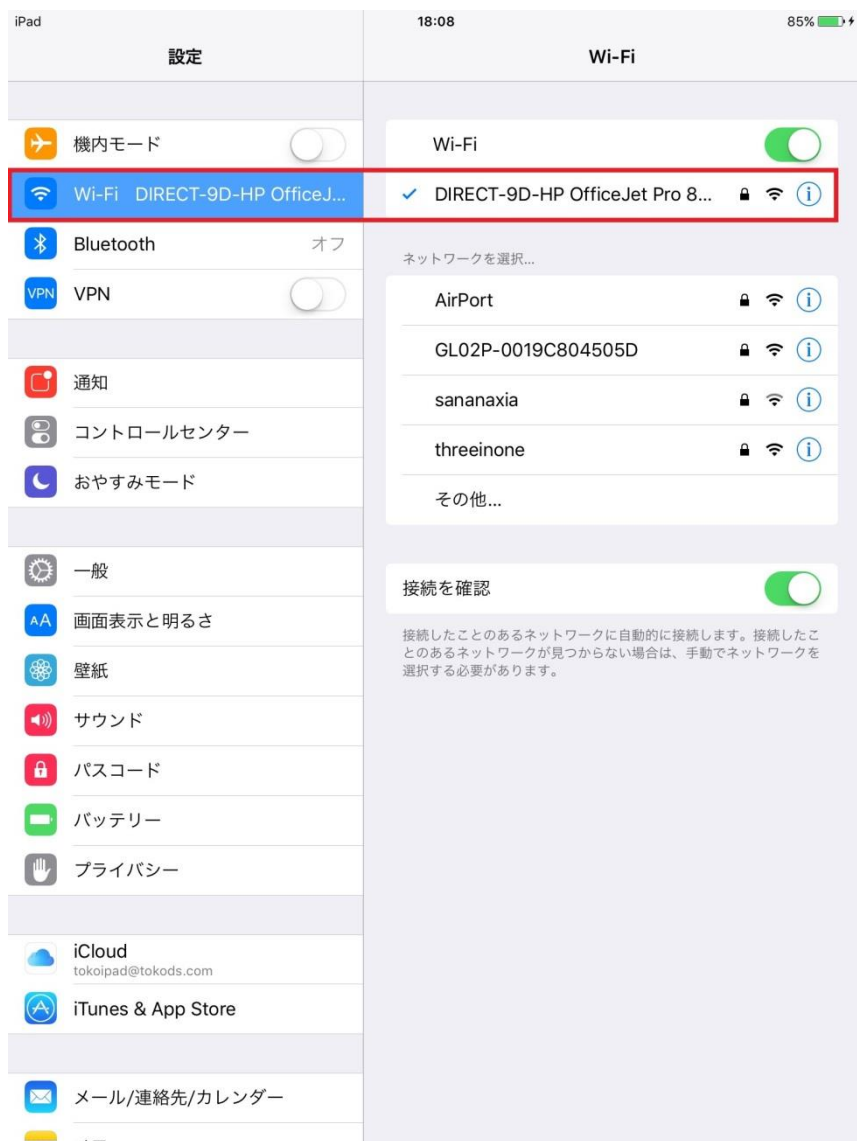 iPad 18:08 85%
設定
Wi-Fi
機内モード
Wi-Fi DIRECT-9D-HP OfficeJ...
Bluetooth オフ
VPN VPN
通知
コントロールセンター
おやすみモード
一般
AA 画面表示と明るさ
壁紙
サウンド
パスコード
バッテリー
プライバシー
iCloud
tokoipad@tokods.com
iTunes & App Store
メール/連絡先/カレンダー
Wi-Fi
DIRECT-9D-HP OfficeJet Pro 8...
ネットワークを選択...
AirPort
GL02P-0019C804505D
sananaxia
threeinone
その他...
接続を確認
接続したことのあるネットワークに自動的に接続します。接続したこ
とのあるネットワークが見つからない場合は、手動でネットワークを
選択する必要があります。